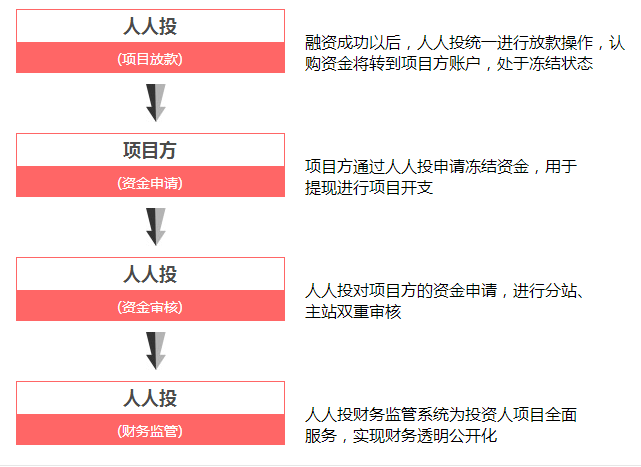 人人投
(项目放款)
融资成功以后，人人投统一进行放款操作，认
购资金将转到项目方账户，处于冻结状态
项目方
(资金申请)
项目方通过人人投申请冻结资金，用于
提现进行项目开支
人人投
(资金审核)
人人投对项目方的资金申请，进行分站、
主站双重审核
人人投
(财务监管)
人人投财务监管系统为投资人项目全面
服务，实现财务透明公开化